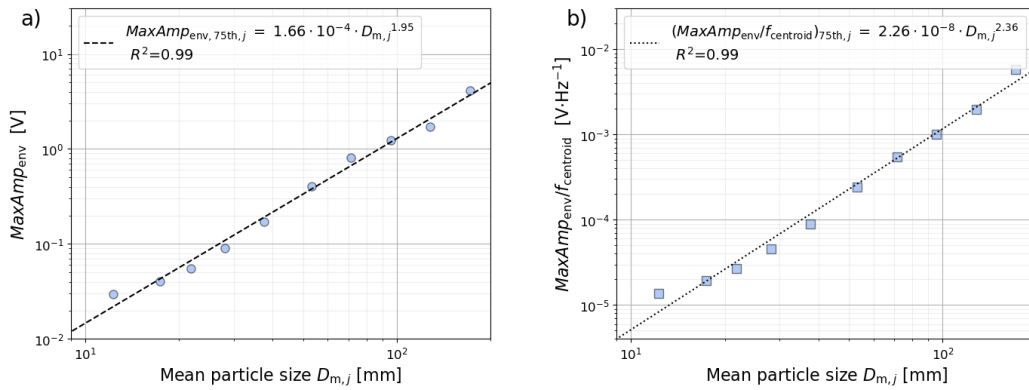 a)
MaxAmp_env, 75th, j = 1.66 · 10^−4 · D_m, j^1.95
R^2=0.99
10^1
10^0
10^−1
10^−2
MaxAmp_env [V]
10^1
10^2
Mean particle size D_m, j [mm]
b)
(MaxAmp_env/f_centroid)_75th, j = 2.26 · 10^−8 · D_m, j^2.36
R^2=0.99
10^−2
10^−3
10^−4
10^−5
MaxAmp_env/f_centroid [V·Hz^−1]
10^1
10^2
Mean particle size D_m, j [mm]